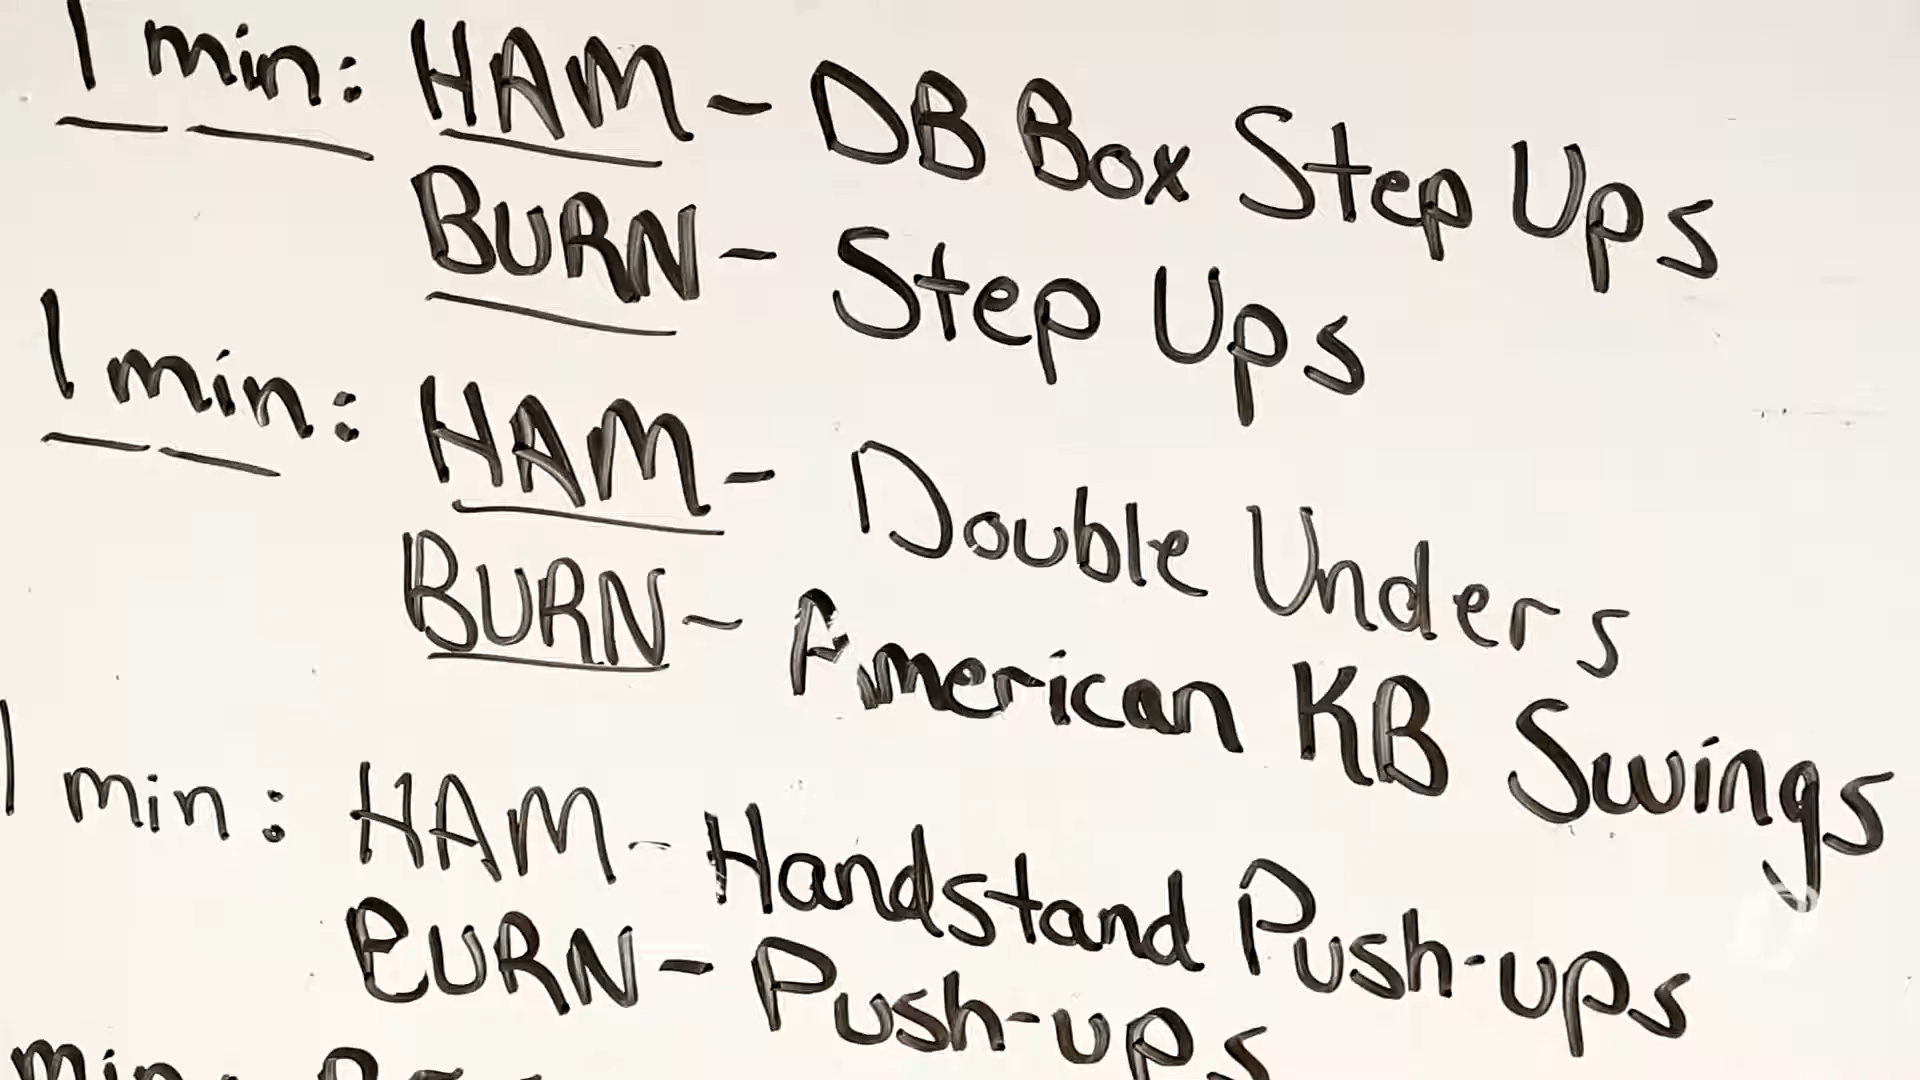 1 min: HAM - DB Box Step Ups
BURN - Step Ups
1 min: HAM - Double Unders
BURN - American KB Swings
1 min: HAM - Handstand Push-ups
BURN - Push-ups
min: